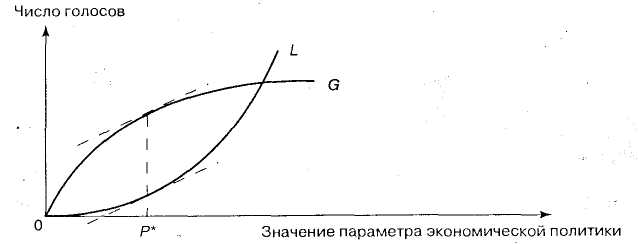 Число голосов
L
G
0
P*
Значение параметра экономической политики